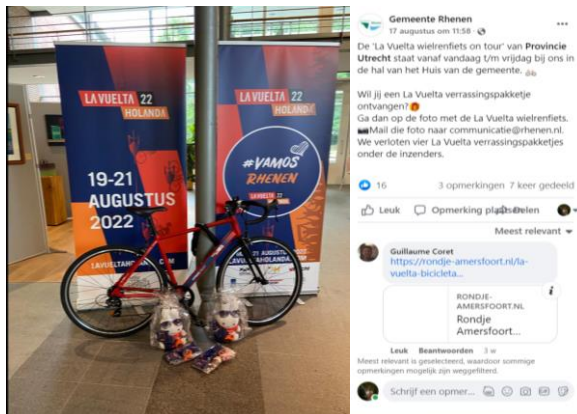 LA VUELTA 22
HOLANDA
19-21
AUGUSTUS
2022
LA VUELTA 22
HOLANDA
#VAMOS
RHENEN
LA VUELTA 22
HOLANDA
Gemeente Rhenen
17 augustus om 11:58
De 'La Vuelta wielrenfiets on tour' van Provincie
Utrecht staat vanaf vandaag t/m vrijdag bij ons in
de hal van het Huis van de gemeente.
Wil jij een La Vuelta verrassingspakketje
ontvangen?
Ga dan op de foto met de La Vuelta wielrenfiets.
Mail die foto naar communicatie@rhenen.nl.
We verloten vier La Vuelta verrassingspakketjes
onder de inzenders.
16
3 opmerkingen 7 keer gedeeld
Leuk
Opmerking plaatsen
Delen
Meest relevant
Guillaume Coret
https://rondje-amersfoort.nl/la-
vuelta-bicicleta...
RONDJE-
AMERSFOORT.NL
Rondje
Amersfoort...
Leuk Beantwoorden 3 w
Meest relevant is geselecteerd, waardoor sommige
opmerkingen mogelijk zijn weggefilterd.
Schrijf een opmer...
GIF